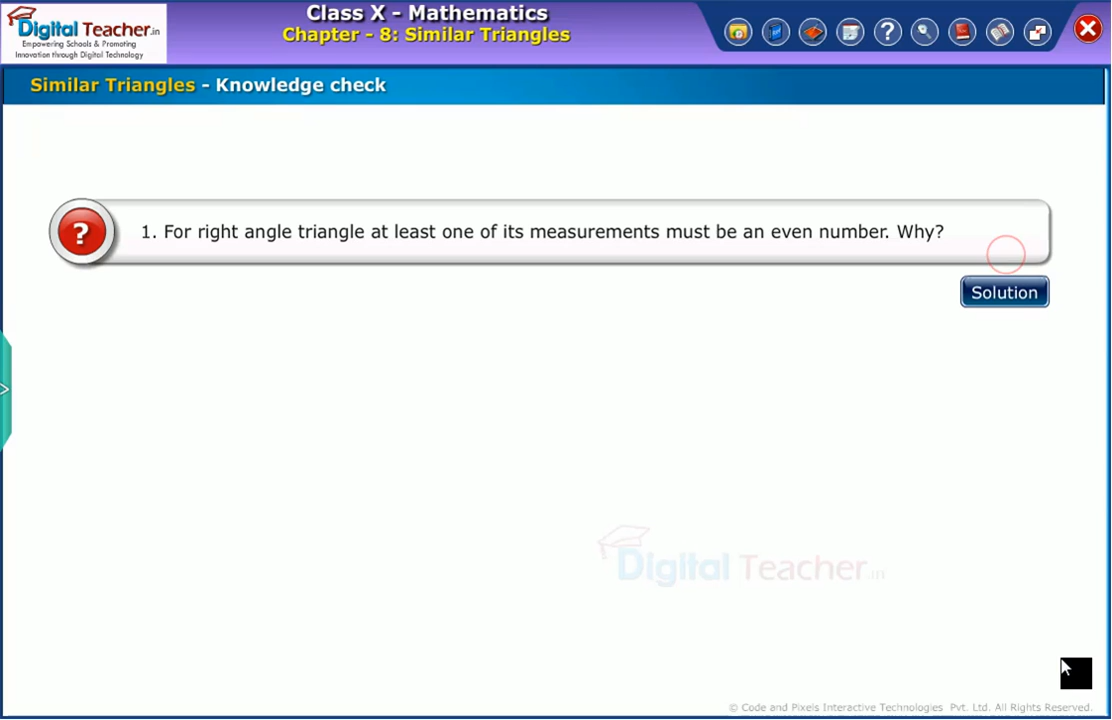 Digital Teacher.in
Empowering Schools & Promoting
Innovation through Digital Technology
Class X - Mathematics
Chapter - 8: Similar Triangles
?
Similar Triangles - Knowledge check
? 1. For right angle triangle at least one of its measurements must be an even number. Why?
Solution
Digital Teacher.in
© Code and Pixels Interactive Technologies Pvt. Ltd. All Rights Reserved.